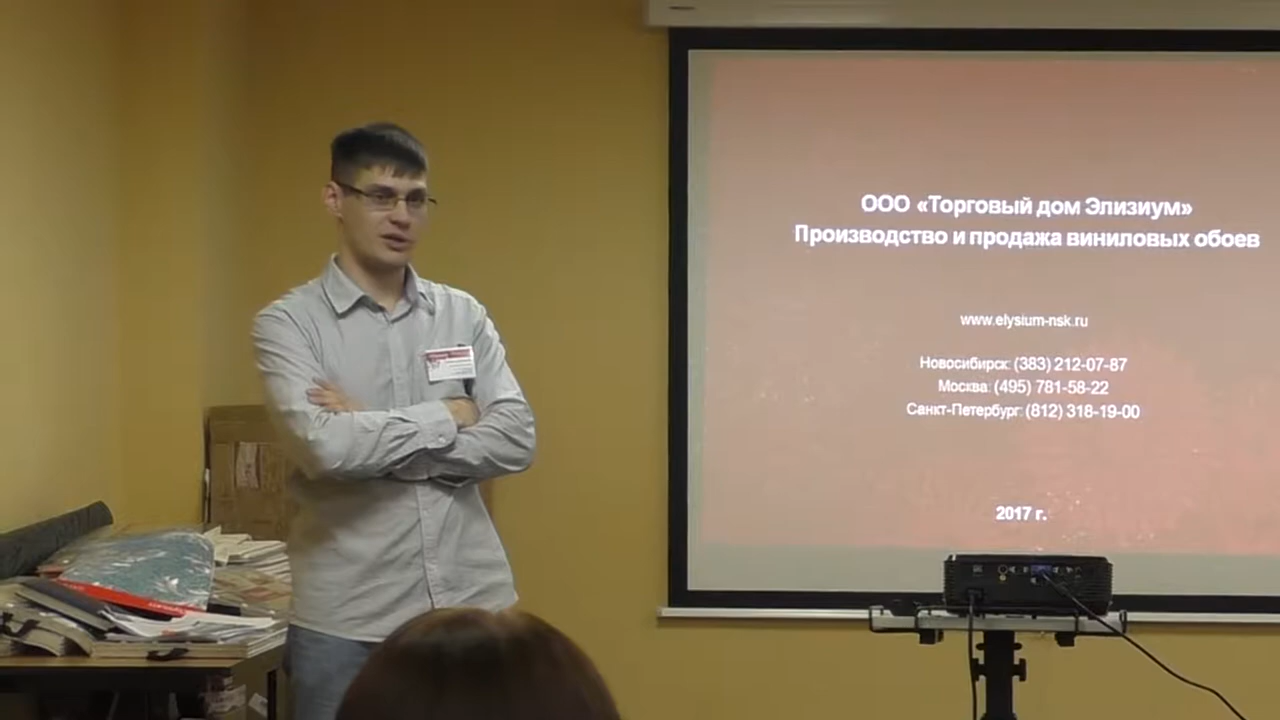 ООО «Торговый дом Элизиум»
Производство и продажа виниловых обоев
www.elysium-nsk.ru
Новосибирск: (383) 212-07-87
Москва: (495) 781-58-22
Санкт-Петербург: (812) 318-19-00
2017 г.